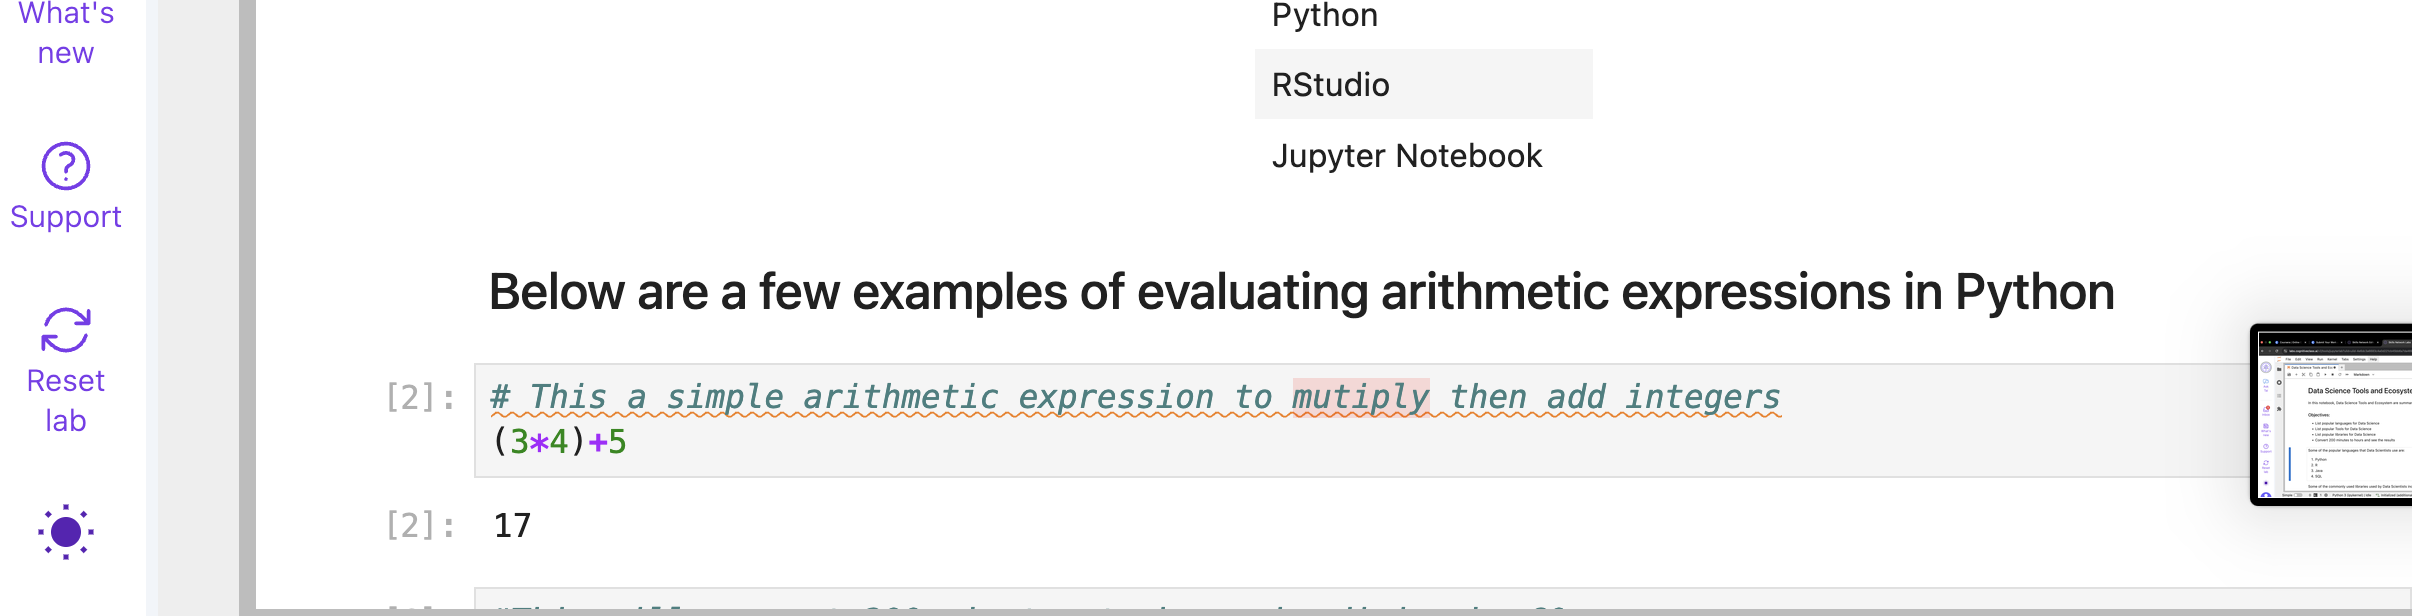 What's
new
Support
Reset
lab
Python
RStudio
Jupyter Notebook
Below are a few examples of evaluating arithmetic expressions in Python
[2]: # This a simple arithmetic expression to mutiply then add integers
(3*4)+5
[2]: 17
Data Science Tools and Ecosyste
Objectives: